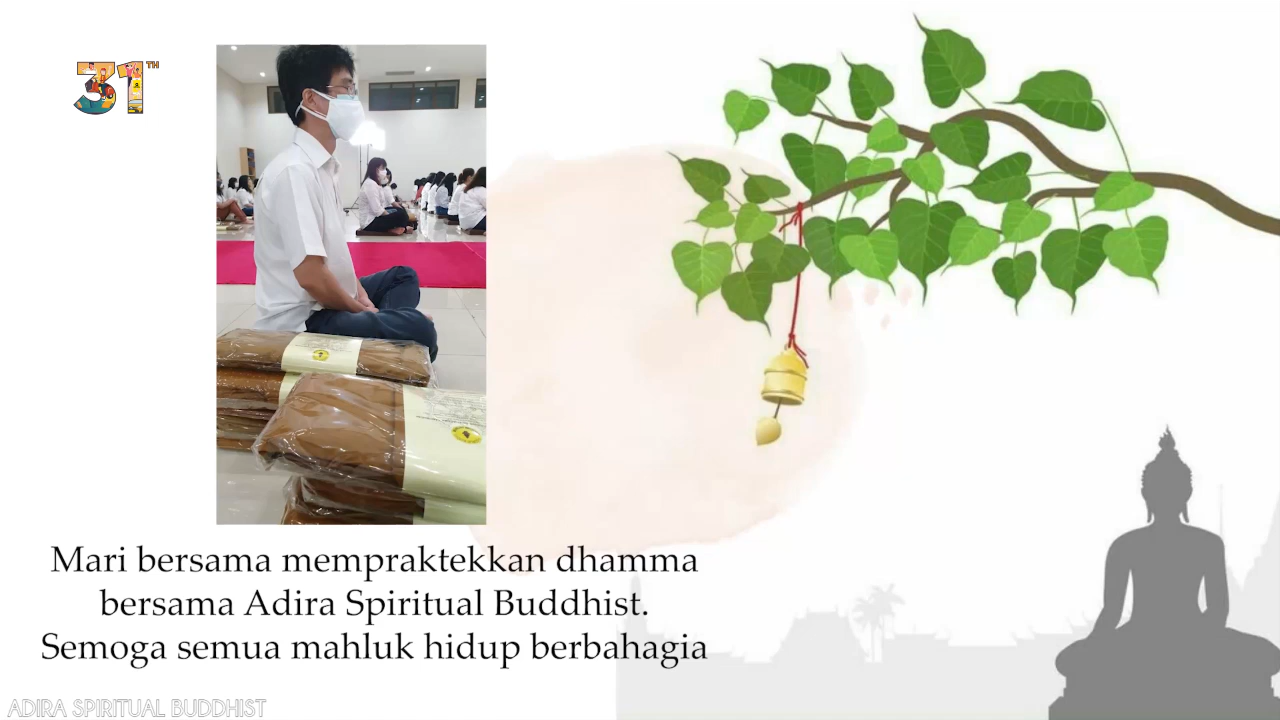 31TH
Mari bersama mempraktekkan dhamma
bersama Adira Spiritual Buddhist.
Semoga semua mahluk hidup berbahagia
ADIRA SPIRITUAL BUDDHIST